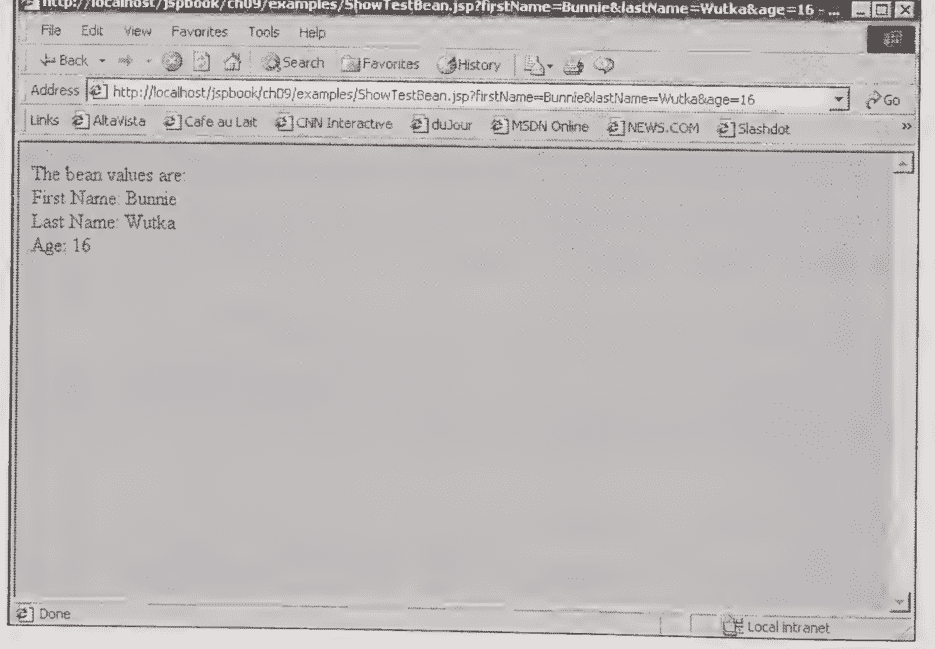 http://localhost/jspbook/ch09/examples/ShowTestBean.jsp?firstName=Bunnie&lastName=Wutka&age=16 - ...
File Edit View Favorites Tools Help
Back Search Favorites History
Address http://localhost/jspbook/ch09/examples/ShowTestBean.jsp?firstName=Bunnie&lastName=Wutka&age=16 Go
Links AltaVista Cafe au Lait CNN Interactive duJour MSDN Online NEWS.COM Slashdot »
The bean values are:
First Name: Bunnie
Last Name: Wutka
Age: 16
Done Local intranet